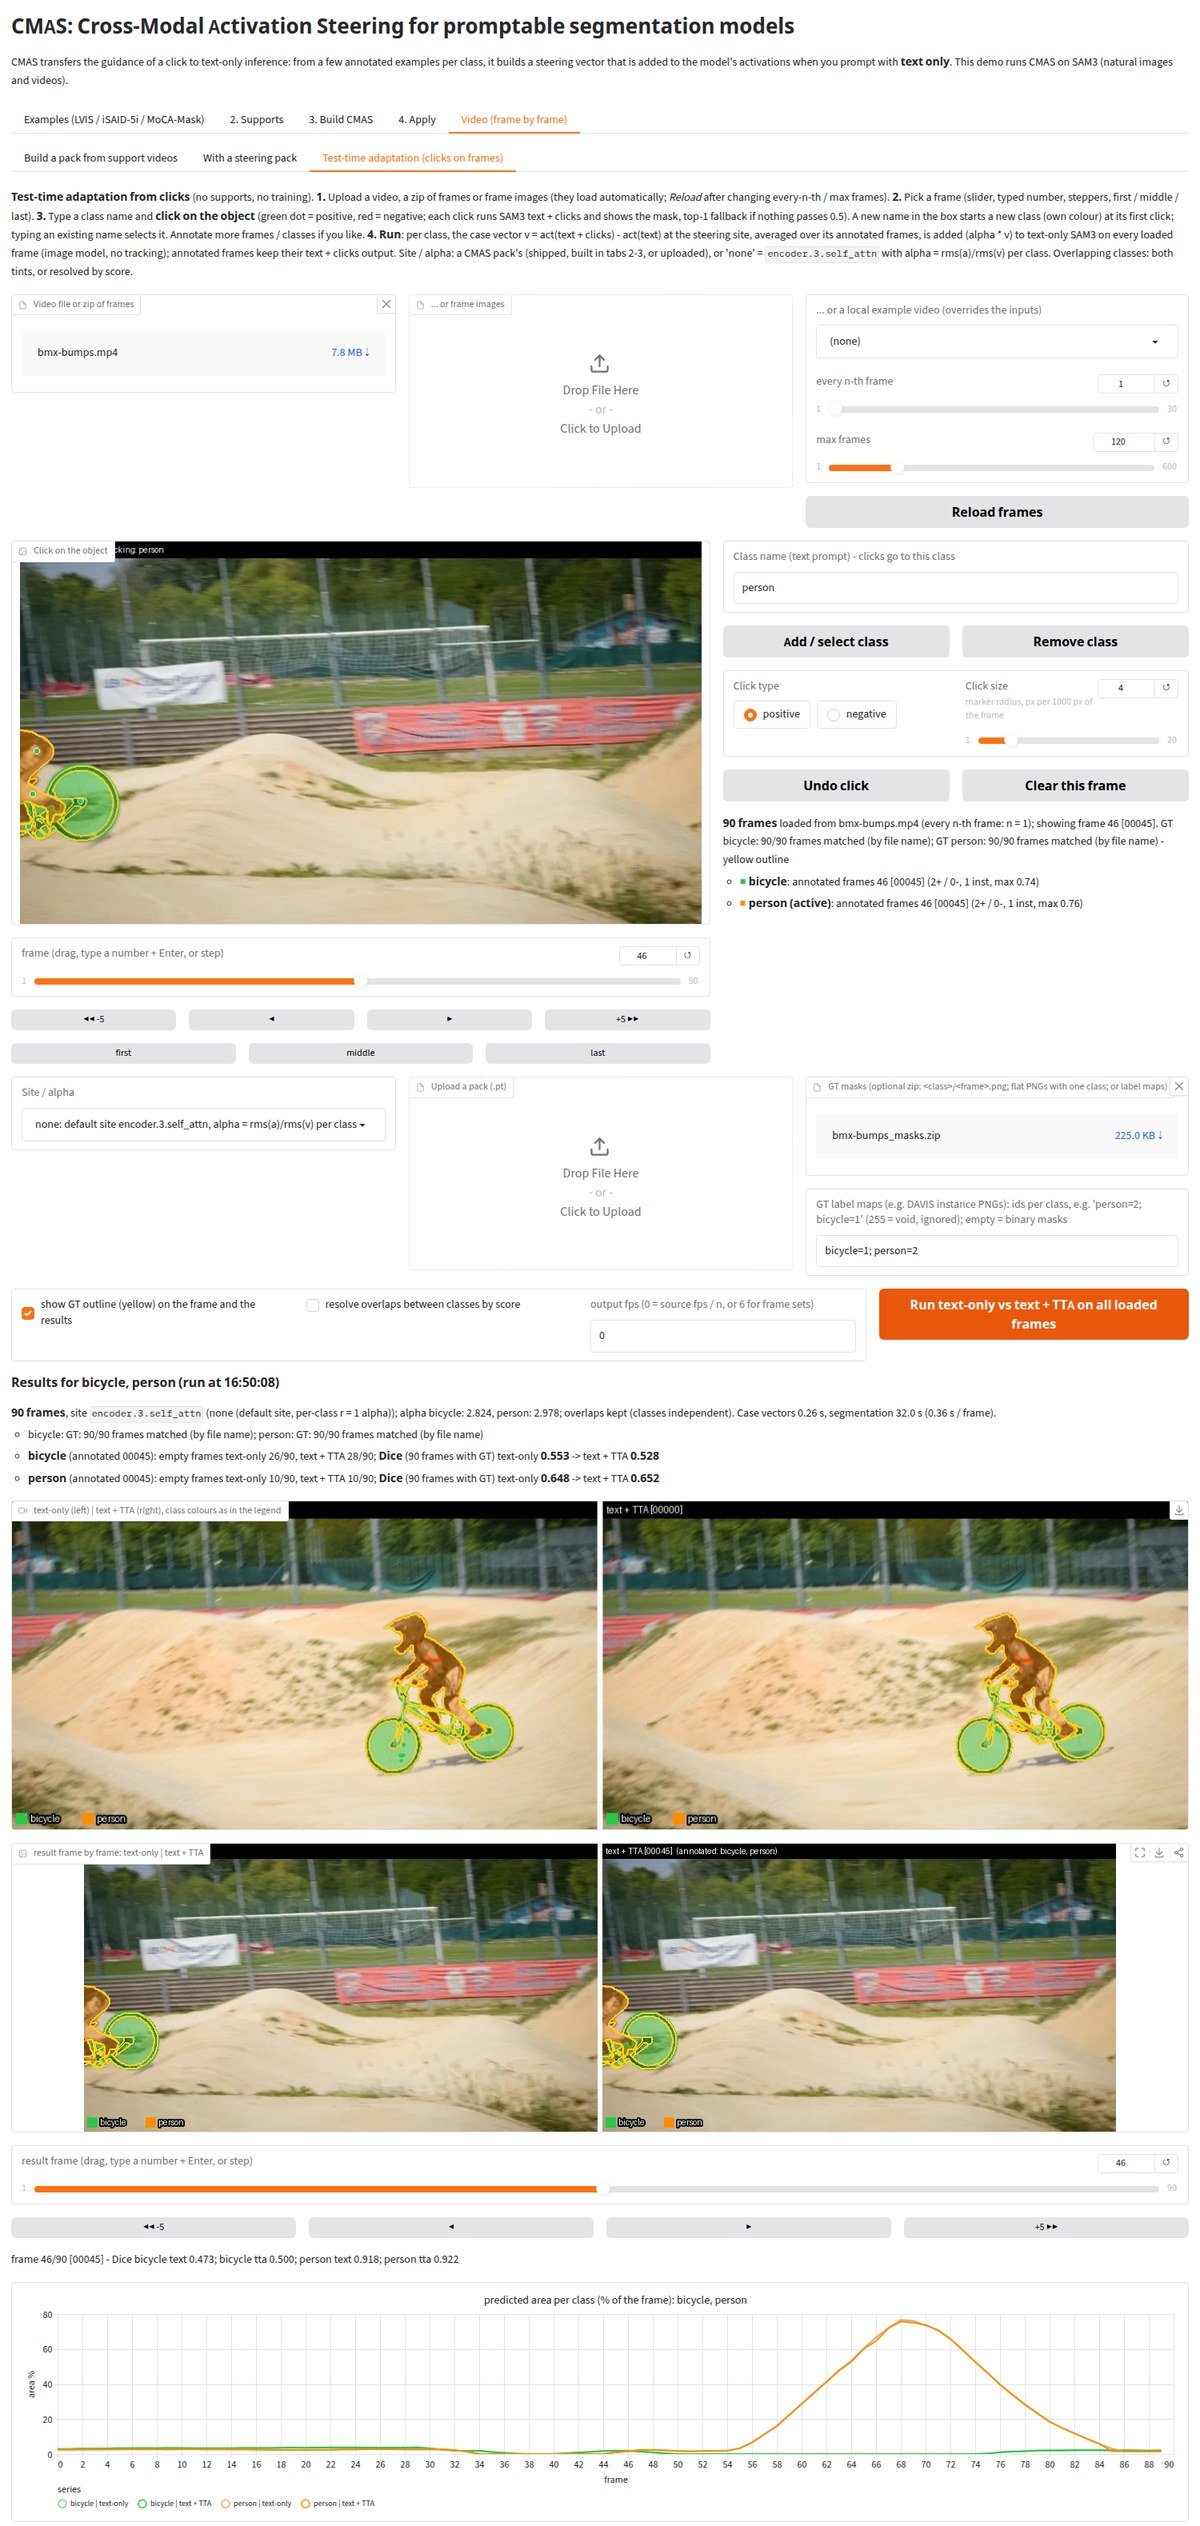 CMAS: Cross-Modal Activation Steering for promptable segmentation models
CMAS transfers the guidance of a click to text-only inference: from a few annotated examples per class, it builds a steering vector that is added to the model's activations when you prompt with text only. This demo runs CMAS on SAM3 (natural images
and videos).
Examples (LVIS / iSAID-5i / MoCA-Mask) 2. Supports 3. Build CMAS 4. Apply Video (frame by frame)
Build a pack from support videos With a steering pack Test-time adaptation (clicks on frames)
Test-time adaptation from clicks (no supports, no training). 1. Upload a video, a zip of frames or frame images (they load automatically; Reload after changing every-n-th / max frames). 2. Pick a frame (slider, typed number, steppers, first / middle /
last). 3. Type a class name and click on the object (green dot = positive, red = negative; each click runs SAM3 text + clicks and shows the mask, top-1 fallback if nothing passes 0.5). A new name in the box starts a new class (own colour) at its first click;
typing an existing name selects it. Annotate more frames / classes if you like. 4. Run: per class, the case vector v = act(text + clicks) - act(text) at the steering site, averaged over its annotated frames, is added (alpha * v) to text-only SAM3 on every loaded
frame (image model, no tracking); annotated frames keep their text + clicks output. Site / alpha: a CMAS pack's (shipped, built in tabs 2-3, or uploaded), or 'none' = encoder.3.self_attn with alpha = rms(a)/rms(v) per class. Overlapping classes: both
tints, or resolved by score.
Video file or zip of frames
bmx-bumps.mp4 7.8 MB ↓
... or frame images
Drop File Here
- or -
Click to Upload
... or a local example video (overrides the inputs)
(none)
every n-th frame 1
1 30
max frames 120
1 600
Reload frames
Click on the object cking: person
Class name (text prompt) - clicks go to this class
person
Add / select class Remove class
Click type
positive negative
Click size 4
marker radius, px per 1000 px of
the frame
1 20
Undo click Clear this frame
90 frames loaded from bmx-bumps.mp4 (every n-th frame: n = 1); showing frame 46 [00045]. GT
bicycle: 90/90 frames matched (by file name); GT person: 90/90 frames matched (by file name) -
yellow outline
bicycle: annotated frames 46 [00045] (2+ / 0-, 1 inst, max 0.74)
person (active): annotated frames 46 [00045] (2+ / 0-, 1 inst, max 0.76)
frame (drag, type a number + Enter, or step) 46
1 90
◄◄ -5 ◄ ► +5 ►►
first middle last
Site / alpha
none: default site encoder.3.self_attn, alpha = rms(a)/rms(v) per class
Upload a pack (.pt)
Drop File Here
- or -
Click to Upload
GT masks (optional zip: <class>/<frame>.png; flat PNGs with one class; or label maps)
bmx-bumps_masks.zip 225.0 KB ↓
GT label maps (e.g. DAVIS instance PNGs): ids per class, e.g. 'person=2;
bicycle=1' (255 = void, ignored); empty = binary masks
bicycle=1; person=2
show GT outline (yellow) on the frame and the
results
resolve overlaps between classes by score
output fps (0 = source fps / n, or 6 for frame sets)
0
Run text-only vs text + TTA on all loaded
frames
Results for bicycle, person (run at 16:50:08)
90 frames, site encoder.3.self_attn (none (default site, per-class r = 1 alpha)); alpha bicycle: 2.824, person: 2.978; overlaps kept (classes independent). Case vectors 0.26 s, segmentation 32.0 s (0.36 s / frame).
bicycle: GT: 90/90 frames matched (by file name); person: GT: 90/90 frames matched (by file name)
bicycle (annotated 00045): empty frames text-only 26/90, text + TTA 28/90; Dice (90 frames with GT) text-only 0.553 -> text + TTA 0.528
person (annotated 00045): empty frames text-only 10/90, text + TTA 10/90; Dice (90 frames with GT) text-only 0.648 -> text + TTA 0.652
text-only (left) | text + TTA (right), class colours as in the legend
text + TTA [00000]
bicycle person
bicycle person
result frame by frame: text-only | text + TTA
text + TTA [00045] (annotated: bicycle, person)
bicycle person
bicycle person
result frame (drag, type a number + Enter, or step) 46
1 90
◄◄ -5 ◄ ► +5 ►►
frame 46/90 [00045] - Dice bicycle text 0.473; bicycle tta 0.500; person text 0.918; person tta 0.922
predicted area per class (% of the frame): bicycle, person
80
60
40
20
0
area %
0 2 4 6 8 10 12 14 16 18 20 22 24 26 28 30 32 34 36 38 40 42 44 46 48 50 52 54 56 58 60 62 64 66 68 70 72 74 76 78 80 82 84 86 88 90
frame
series
bicycle | text-only bicycle | text + TTA person | text-only person | text + TTA